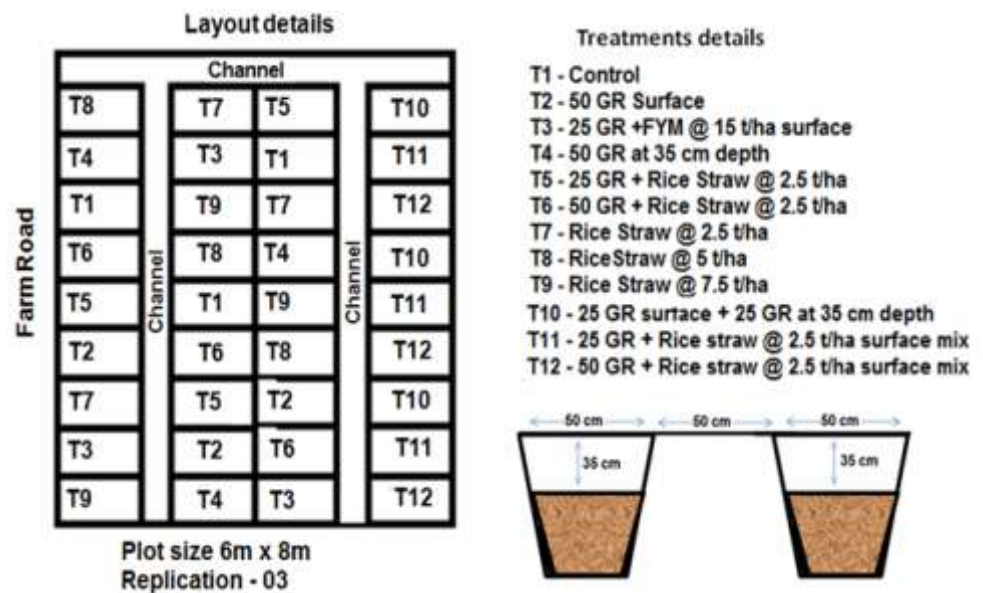 Layout details
Channel
T8 T7 T5 T10
T4 T3 T1 T11
T1 T9 T7 T12
T6 T8 T4 T10
T5 T1 T9 T11
T2 T6 T8 T12
T7 T5 T2 T10
T3 T2 T6 T11
T9 T4 T3 T12
Farm Road
Channel
Channel
Plot size 6m x 8m
Replication - 03
Treatments details
T1 - Control
T2 - 50 GR Surface
T3 - 25 GR +FYM @ 15 t/ha surface
T4 - 50 GR at 35 cm depth
T5 - 25 GR + Rice Straw @ 2.5 t/ha
T6 - 50 GR + Rice Straw @ 2.5 t/ha
T7 - Rice Straw @ 2.5 t/ha
T8 - RiceStraw @ 5 t/ha
T9 - Rice Straw @ 7.5 t/ha
T10 - 25 GR surface + 25 GR at 35 cm depth
T11 - 25 GR + Rice straw @ 2.5 t/ha surface mix
T12 - 50 GR + Rice straw @ 2.5 t/ha surface mix
50 cm 50 cm 50 cm
35 cm 35 cm